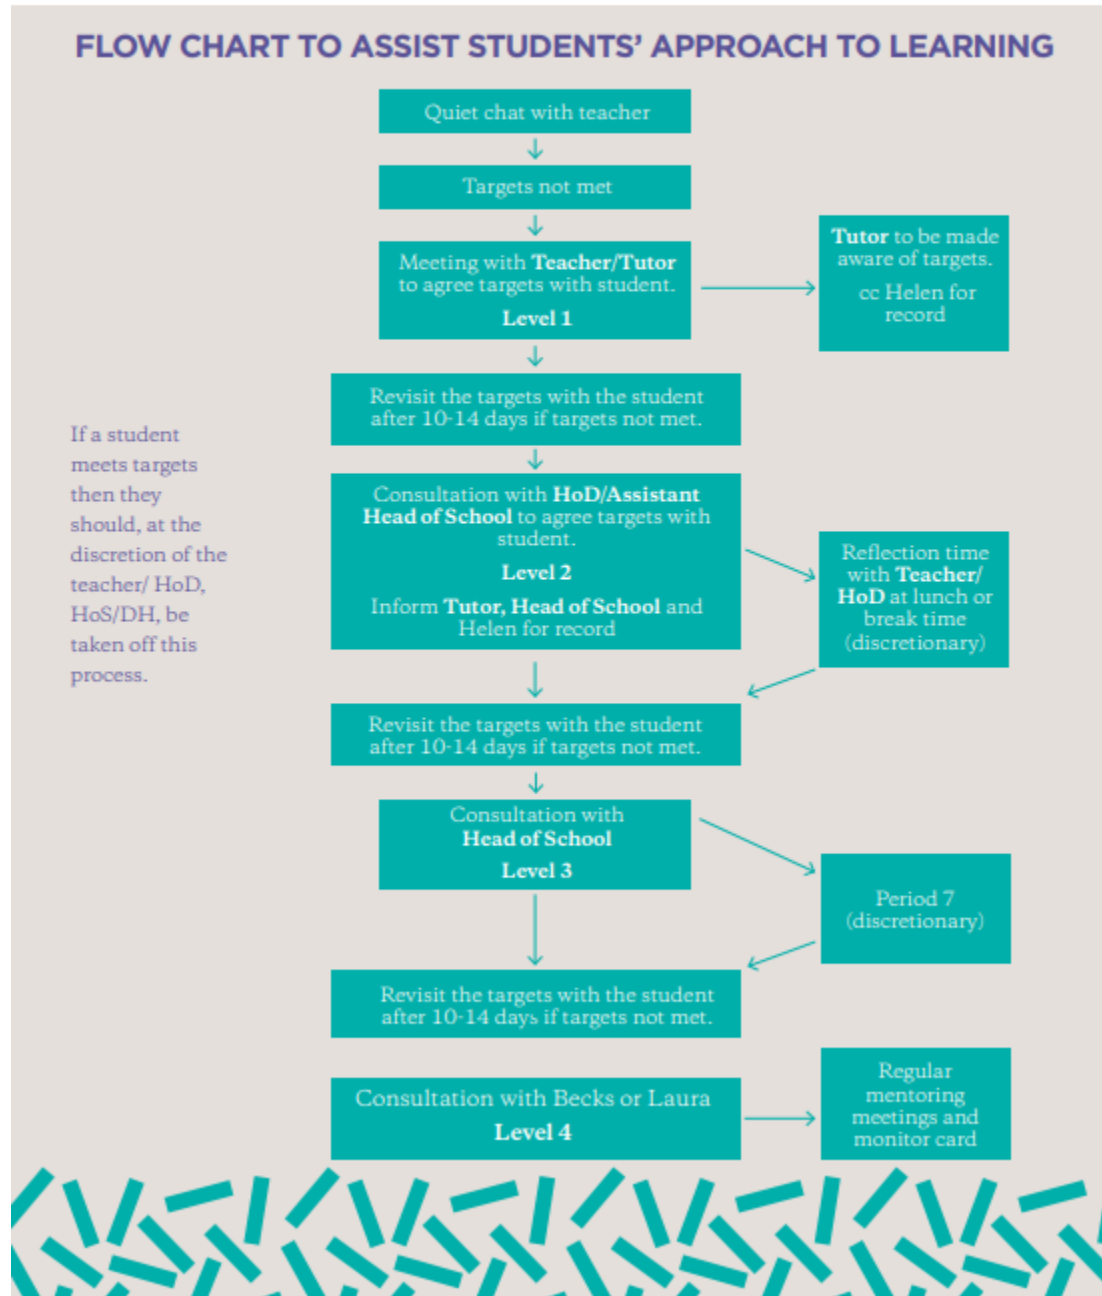 FLOW CHART TO ASSIST STUDENTS’ APPROACH TO LEARNING
Quiet chat with teacher
Targets not met
Meeting with Teacher/Tutor
to agree targets with student.
Level 1
Tutor to be made
aware of targets.
cc Helen for
record
Revisit the targets with the student
after 10-14 days if targets not met.
If a student
meets targets
then they
should, at the
discretion of the
teacher/ HoD,
HoS/DH, be
taken off this
process.
Consultation with HoD/Assistant
Head of School to agree targets with
student.
Level 2
Inform Tutor, Head of School and
Helen for record
Reflection time
with Teacher/
HoD at lunch or
break time
(discretionary)
Revisit the targets with the student
after 10-14 days if targets not met.
Consultation with
Head of School
Level 3
Period 7
(discretionary)
Revisit the targets with the student
after 10-14 days if targets not met.
Consultation with Becks or Laura
Level 4
Regular
mentoring
meetings and
monitor card